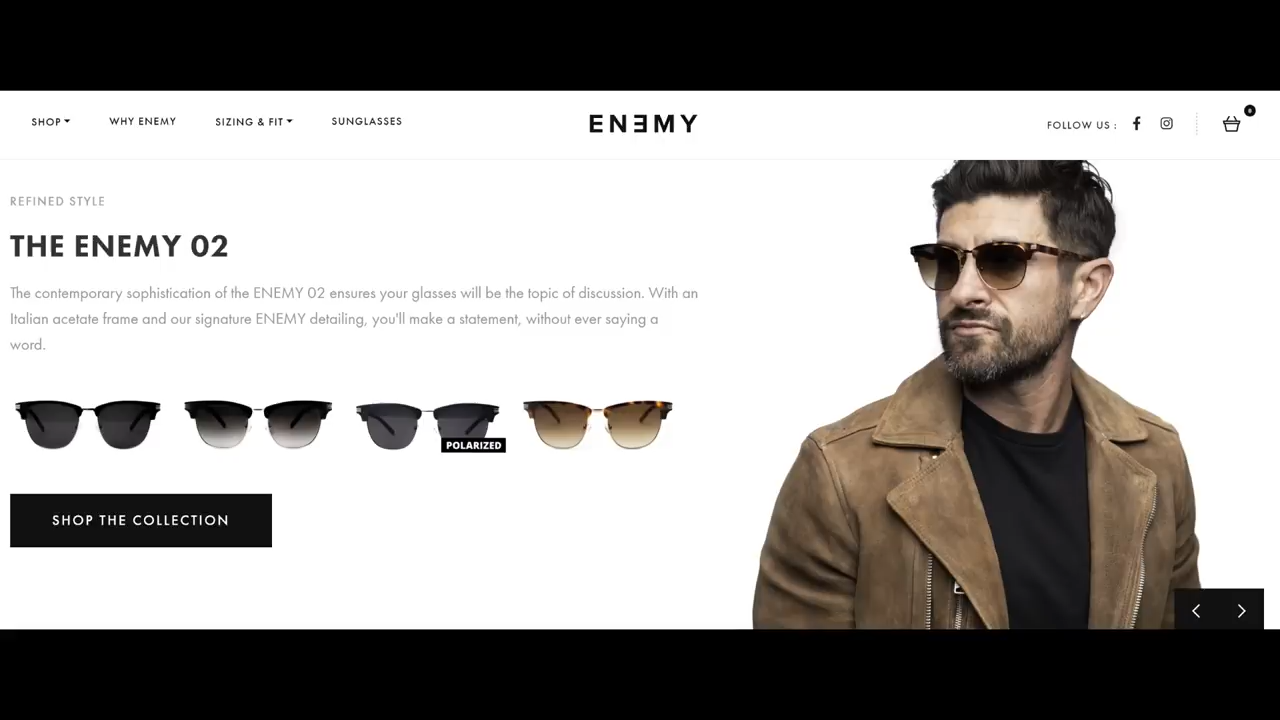 SHOP
WHY ENEMY
SIZING & FIT
SUNGLASSES
ENƎMY
FOLLOW US :
0
REFINED STYLE
THE ENEMY 02
The contemporary sophistication of the ENEMY 02 ensures your glasses will be the topic of discussion. With an
Italian acetate frame and our signature ENEMY detailing, you'll make a statement, without ever saying a
word.
POLARIZED
SHOP THE COLLECTION